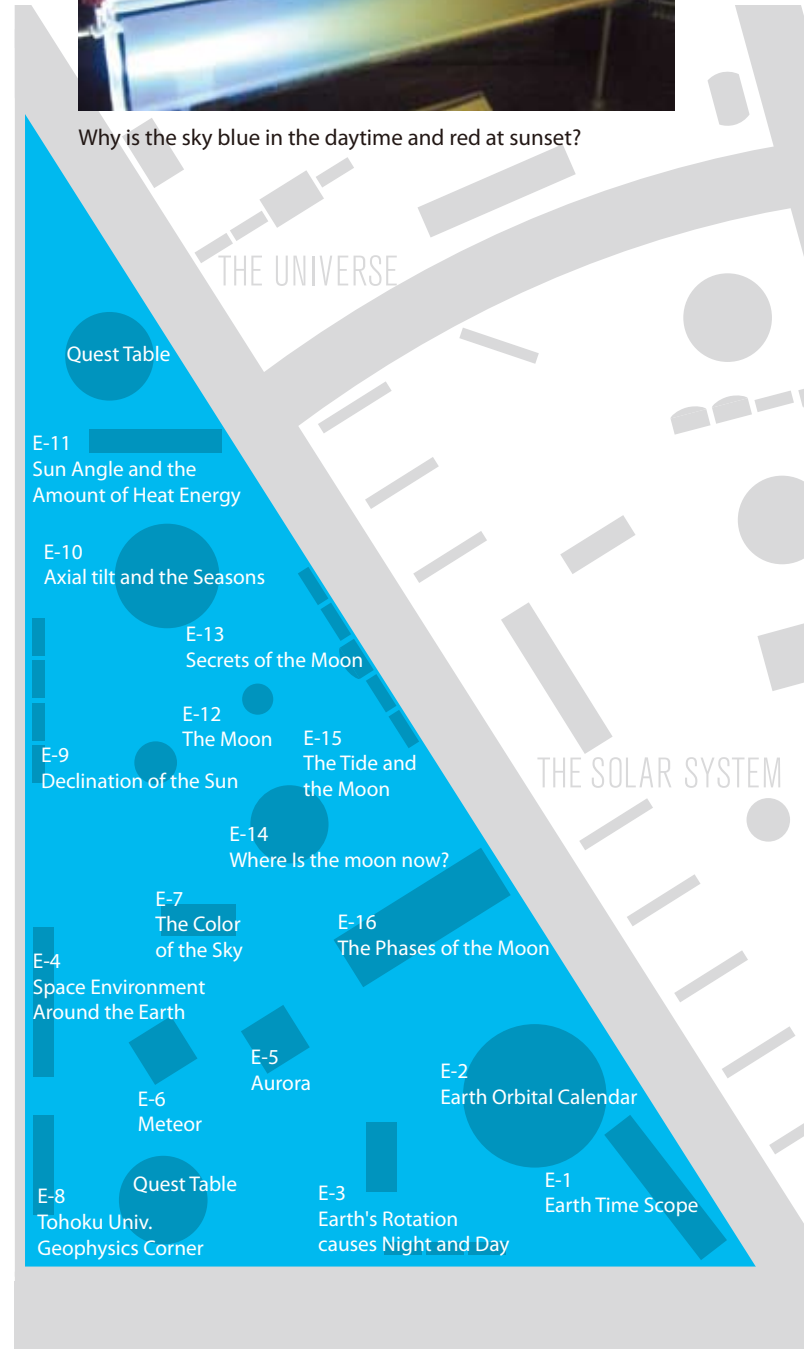 Why is the sky blue in the daytime and red at sunset?
THE UNIVERSE
Quest Table
E-11
Sun Angle and the
Amount of Heat Energy
E-10
Axial tilt and the Seasons
E-13
Secrets of the Moon
E-12
The Moon
E-15
The Tide and
the Moon
E-9
Declination of the Sun
THE SOLAR SYSTEM
E-14
Where Is the moon now?
E-7
The Color
of the Sky
E-16
The Phases of the Moon
E-4
Space Environment
Around the Earth
E-5
Aurora
E-2
Earth Orbital Calendar
E-6
Meteor
Quest Table
E-8
Tohoku Univ.
Geophysics Corner
E-3
Earth's Rotation
causes Night and Day
E-1
Earth Time Scope